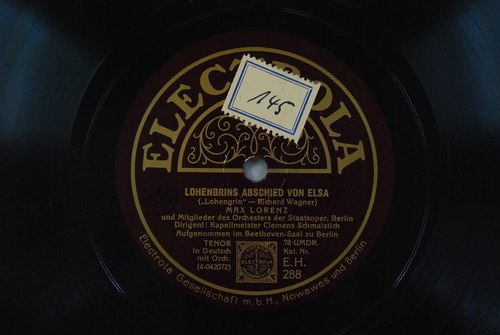 ELECTROLA
145
LOHENGRINS ABSCHIED VON ELSA
(„Lohengrin“ — Richard Wagner)
MAX LORENZ
und Mitglieder des Orchesters der Staatsoper, Berlin
Dirigent: Kapellmeister Clemens Schmalstich
Aufgenommen im Beethoven-Saal zu Berlin
TENOR
in Deutsch
mit Orch.
(4-042072)
ELECTROLA
78 UMDR.
Kat. Nr.
E.H.
288
Electrola Gesellschaft m.b.H., Nowawes und Berlin